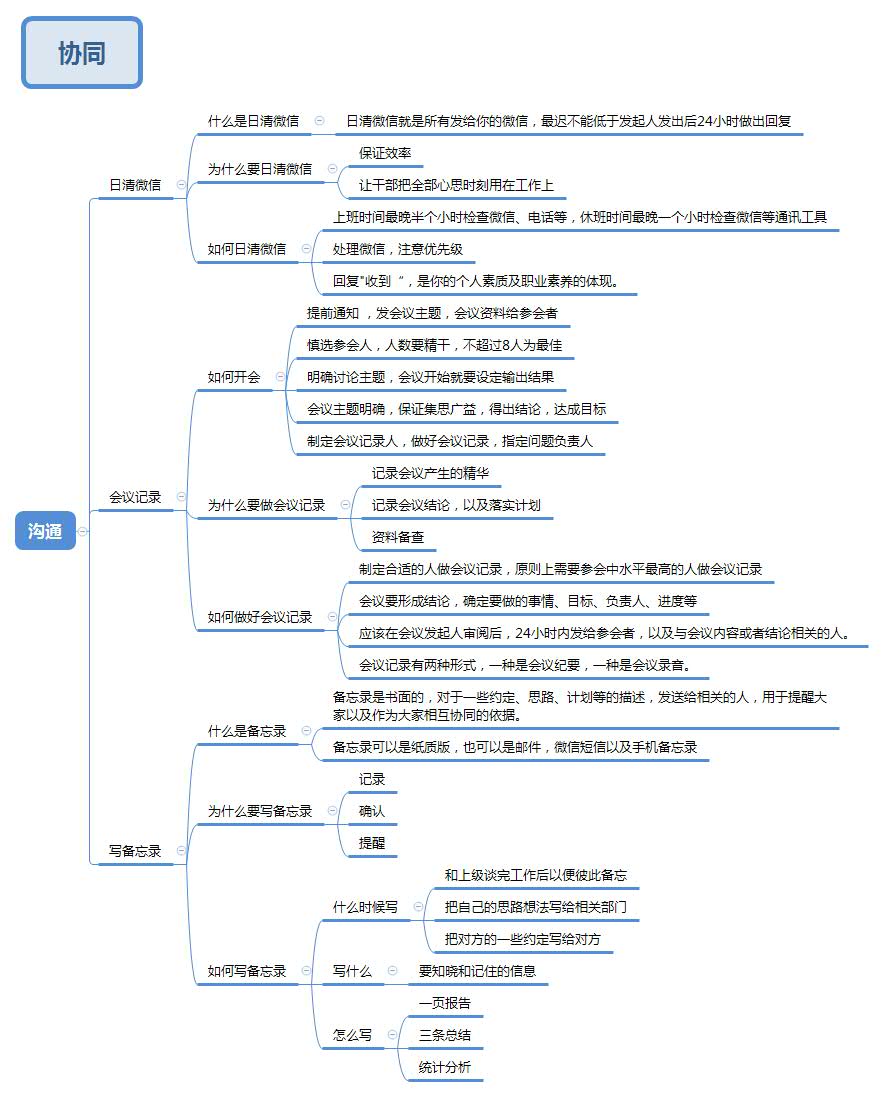 协同
什么是日清微信
日清微信就是所有发给你的微信，最迟不能低于发起人发出后24小时做出回复
为什么要日清微信
保证效率
让干部把全部心思时刻用在工作上
日清微信
如何日清微信
上班时间最晚半个小时检查微信、电话等，休班时间最晚一个小时检查微信等通讯工具
处理微信，注意优先级
回复"收到“，是你的个人素质及职业素养的体现。
如何开会
提前通知 ，发会议主题，会议资料给参会者
慎选参会人，人数要精干，不超过8人为最佳
明确讨论主题，会议开始就要设定输出结果
会议主题明确，保证集思广益，得出结论，达成目标
制定会议记录人，做好会议记录，指定问题负责人
会议记录
为什么要做会议记录
记录会议产生的精华
记录会议结论，以及落实计划
资料备查
沟通
如何做好会议记录
制定合适的人做会议记录，原则上需要参会中水平最高的人做会议记录
会议要形成结论，确定要做的事情、目标、负责人、进度等
应该在会议发起人审阅后，24小时内发给参会者，以及与会议内容或者结论相关的人。
会议记录有两种形式，一种是会议纪要，一种是会议录音。
什么是备忘录
备忘录是书面的，对于一些约定、思路、计划等的描述，发送给相关的人，用于提醒大
家以及作为大家相互协同的依据。
备忘录可以是纸质版，也可以是邮件，微信短信以及手机备忘录
为什么要写备忘录
记录
确认
提醒
写备忘录
如何写备忘录
什么时候写
和上级谈完工作后以便彼此备忘
把自己的思路想法写给相关部门
把对方的一些约定写给对方
写什么
要知晓和记住的信息
怎么写
一页报告
三条总结
统计分析